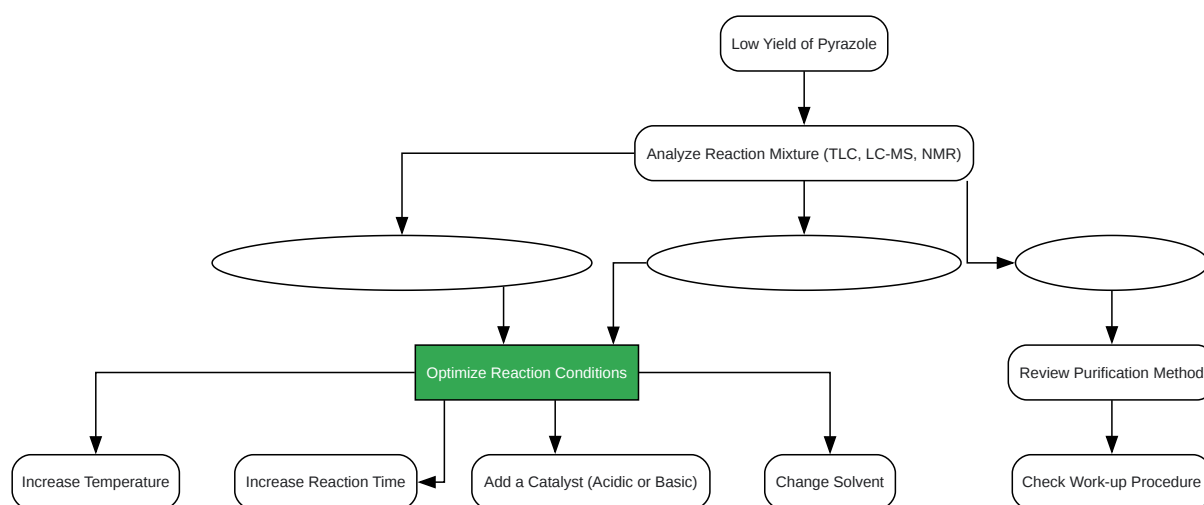 Low Yield of Pyrazole
Analyze Reaction Mixture (TLC, LC-MS, NMR)
Optimize Reaction Conditions
Review Purification Method
Increase Temperature
Increase Reaction Time
Add a Catalyst (Acidic or Basic)
Change Solvent
Check Work-up Procedure